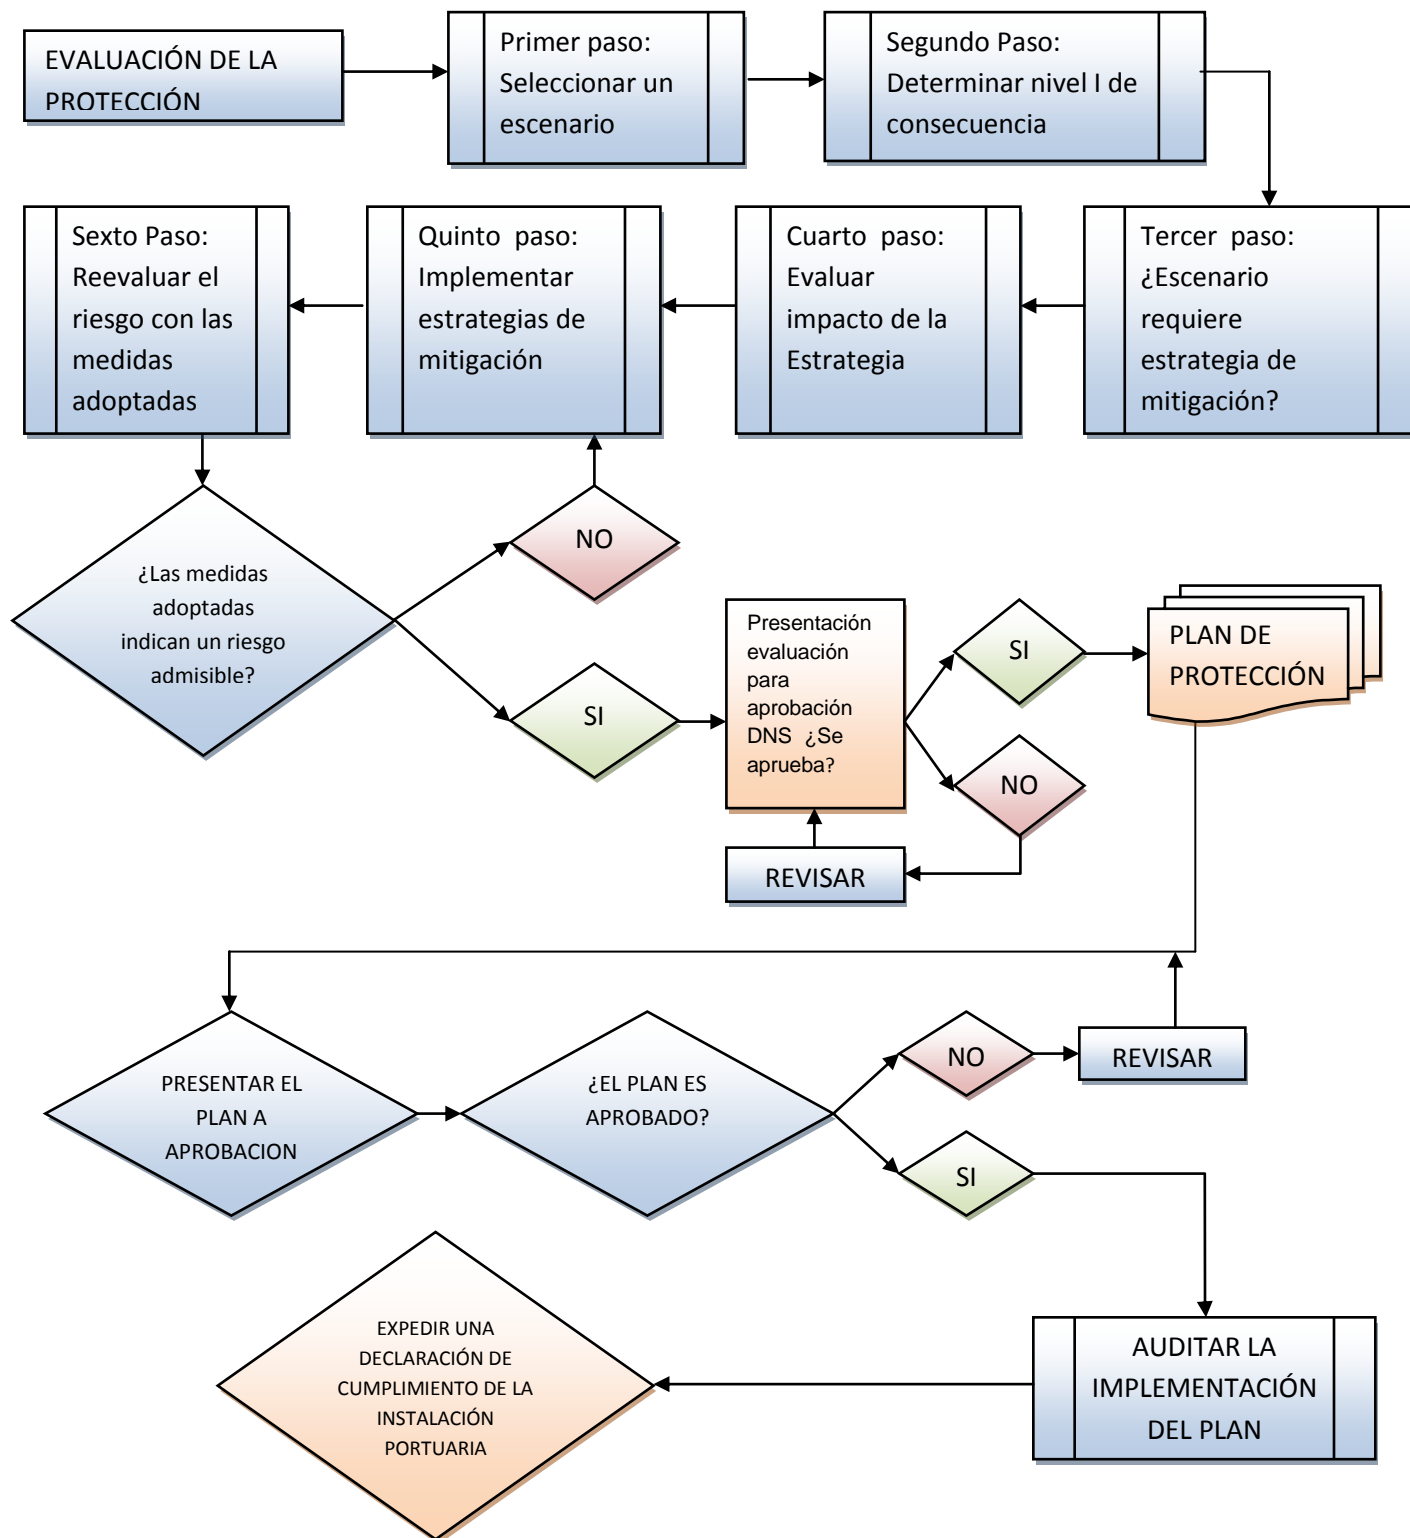 EVALUACIÓN DE LA
PROTECCIÓN
Primer paso:
Seleccionar un
escenario
Segundo Paso:
Determinar nivel I de
consecuencia
Tercer paso:
¿Escenario
requiere
estrategia de
mitigación?
Cuarto paso:
Evaluar
impacto de la
Estrategia
Quinto paso:
Implementar
estrategias de
mitigación
Sexto Paso:
Reevaluar el
riesgo con las
medidas
adoptadas
¿Las medidas
adoptadas
indican un riesgo
admisible?
NO
SI
Presentación
evaluación
para
aprobación
DNS ¿Se
aprueba?
SI
NO
REVISAR
PLAN DE
PROTECCIÓN
PRESENTAR EL
PLAN A
APROBACION
¿EL PLAN ES
APROBADO?
NO
REVISAR
SI
AUDITAR LA
IMPLEMENTACIÓN
DEL PLAN
EXPEDIR UNA
DECLARACIÓN DE
CUMPLIMIENTO DE LA
INSTALACIÓN
PORTUARIA